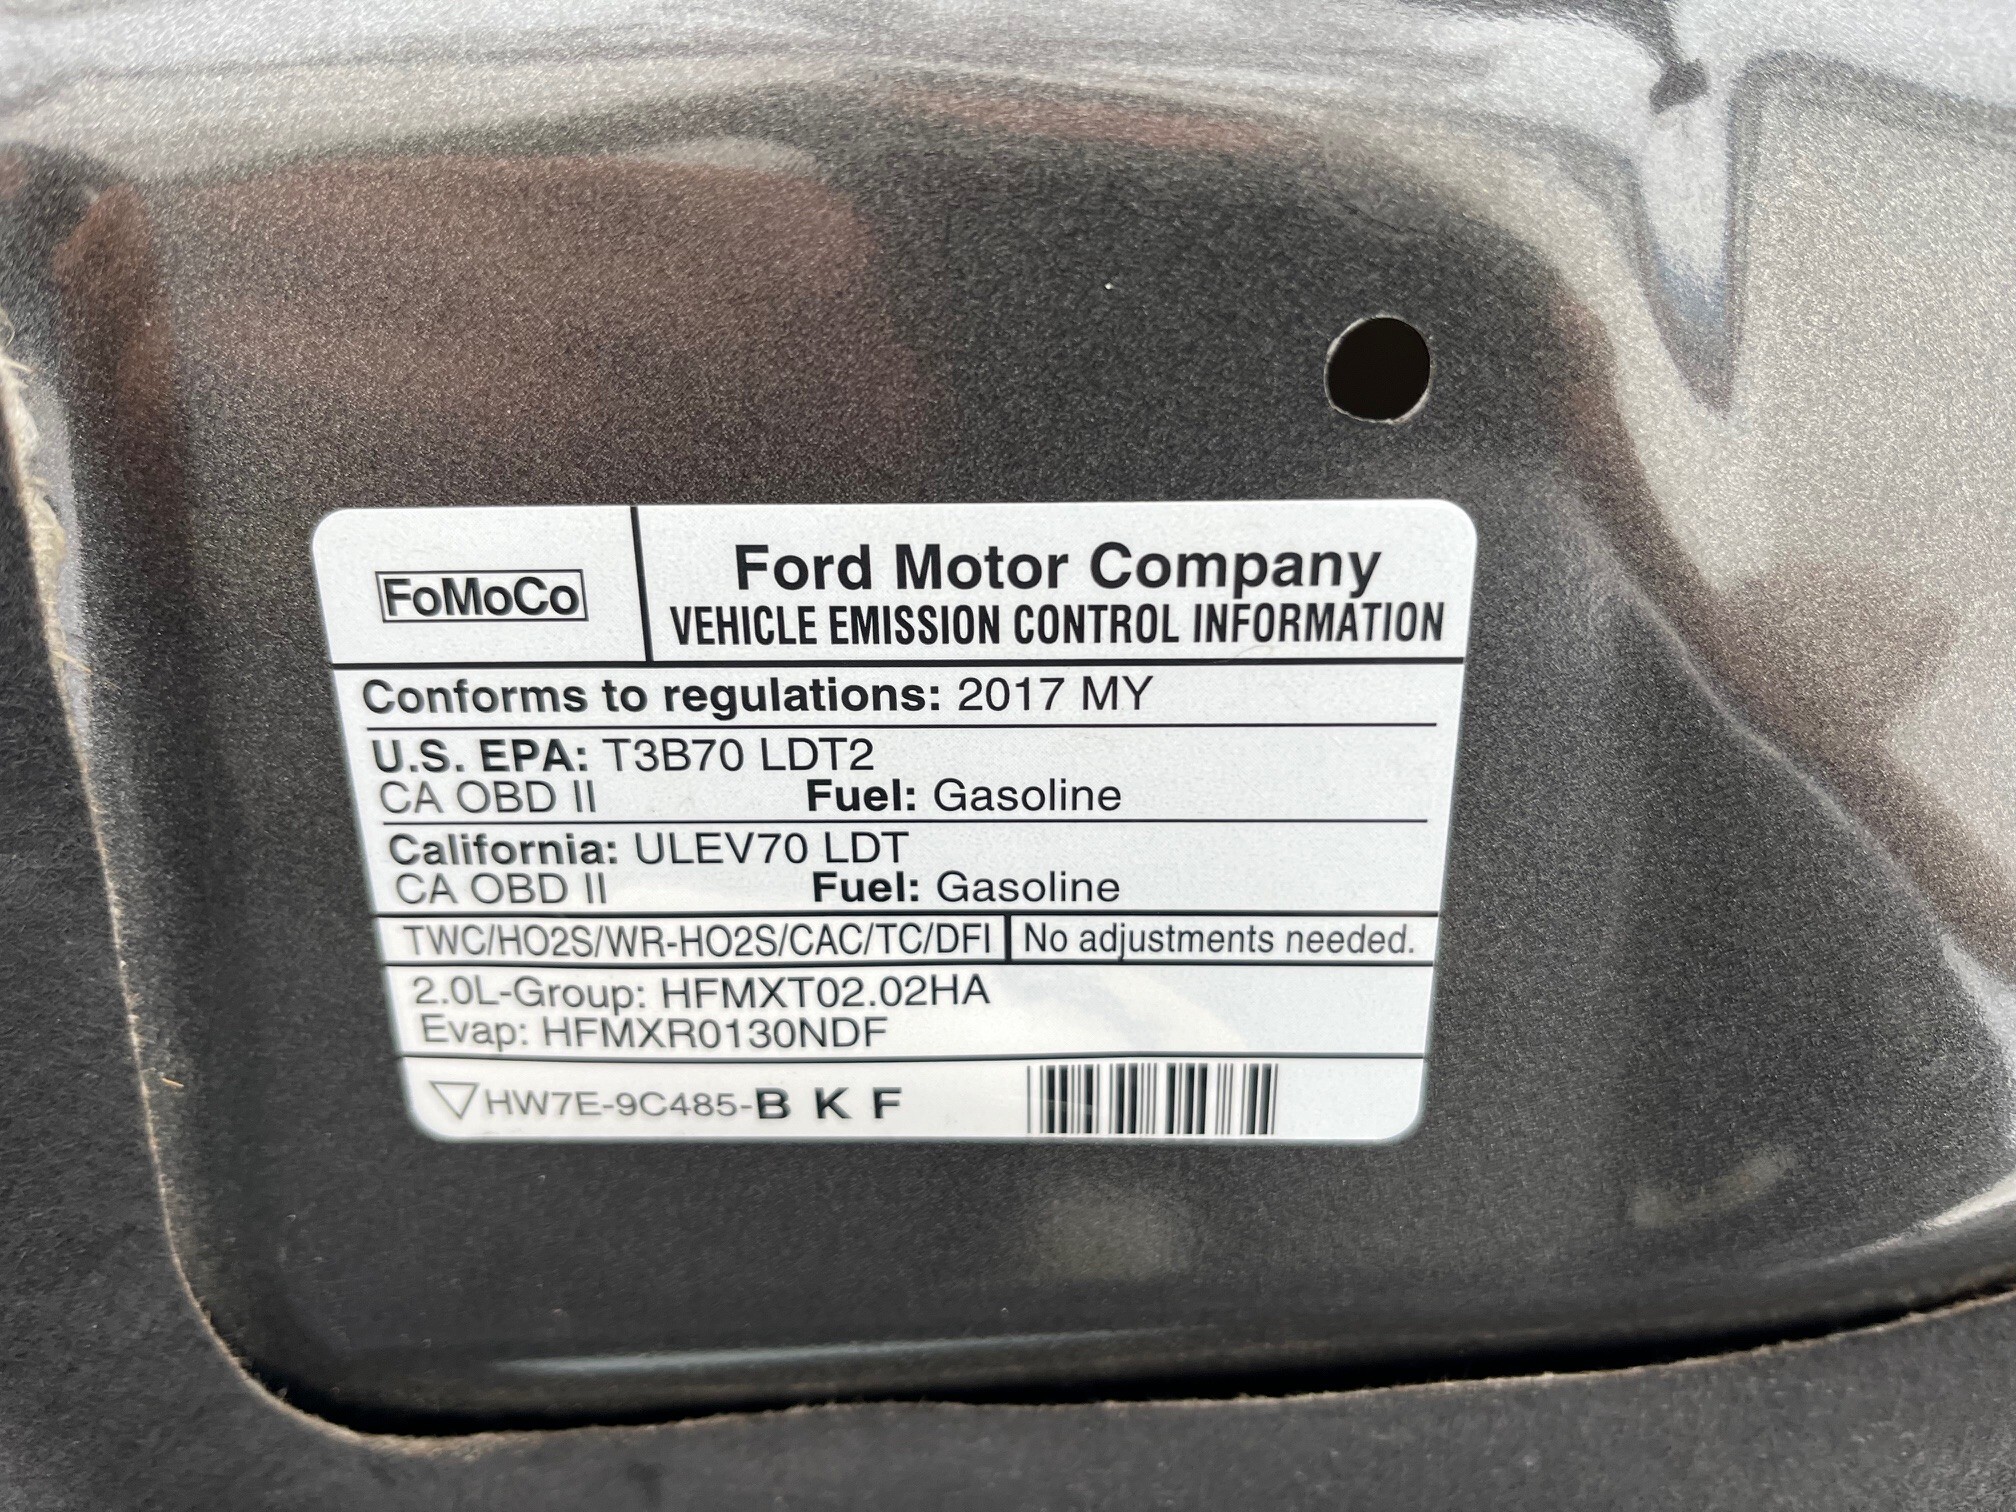 FoMoCo
Ford Motor Company
VEHICLE EMISSION CONTROL INFORMATION
Conforms to regulations: 2017 MY
U.S. EPA: T3B70 LDT2
CA OBD II Fuel: Gasoline
California: ULEV70 LDT
CA OBD II Fuel: Gasoline
TWC/HO2S/WR-HO2S/CAC/TC/DFI No adjustments needed.
2.0L-Group: HFMXT02.02HA
Evap: HFMXR0130NDF
HW7E-9C485-B K F